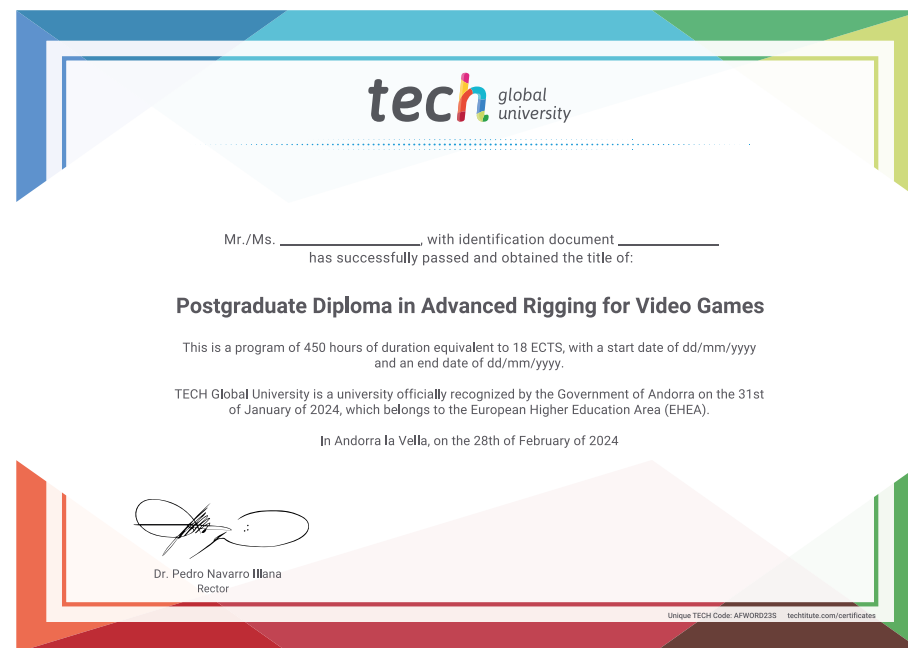 tech global
university
Mr./Ms. ____________, with identification document ____________
has successfully passed and obtained the title of:
Postgraduate Diploma in Advanced Rigging for Video Games
This is a program of 450 hours of duration equivalent to 18 ECTS, with a start date of dd/mm/yyyy
and an end date of dd/mm/yyyy.
TECH Global University is a university officially recognized by the Government of Andorra on the 31st
of January of 2024, which belongs to the European Higher Education Area (EHEA).
In Andorra la Vella, on the 28th of February of 2024
Dr. Pedro Navarro Illana
Rector
Unique TECH Code: AFWORD23S techtitute.com/certificates